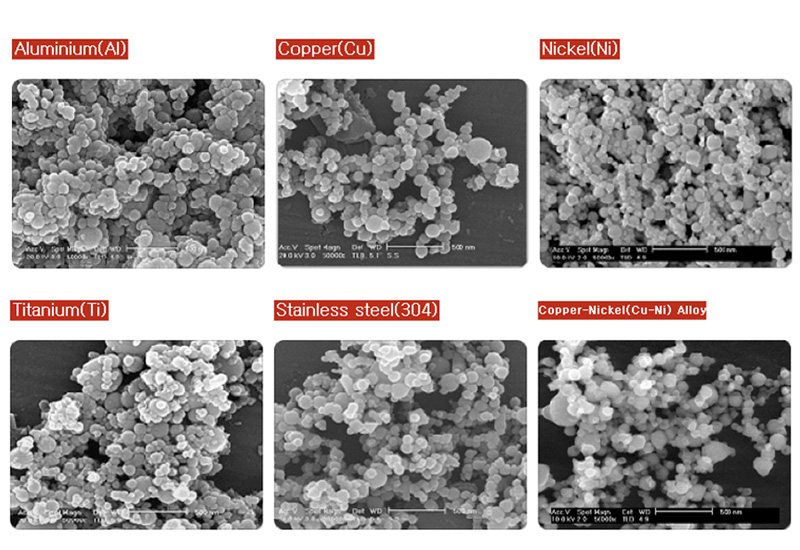 Aluminium(Al)
Copper(Cu)
Nickel(Ni)
Acc.V Spot Magn Det WD
500 nm
Acc.V Spot Magn Det WD
500 nm
20.0 kV 3.0 50000x TLD 5.1 S.S
Acc.V Spot Magn Det WD
500 nm
10.0 kV 2.0 50000x TLD 4.9
Titanium(Ti)
Stainless steel(304)
Copper-Nickel(Cu-Ni) Alloy
Acc.V Spot Magn Det WD
500 nm
Acc.V Spot Magn Det WD
500 nm
Acc.V Spot Magn Det WD
500 nm
10.0 kV 2.0 50000x TLD 4.9